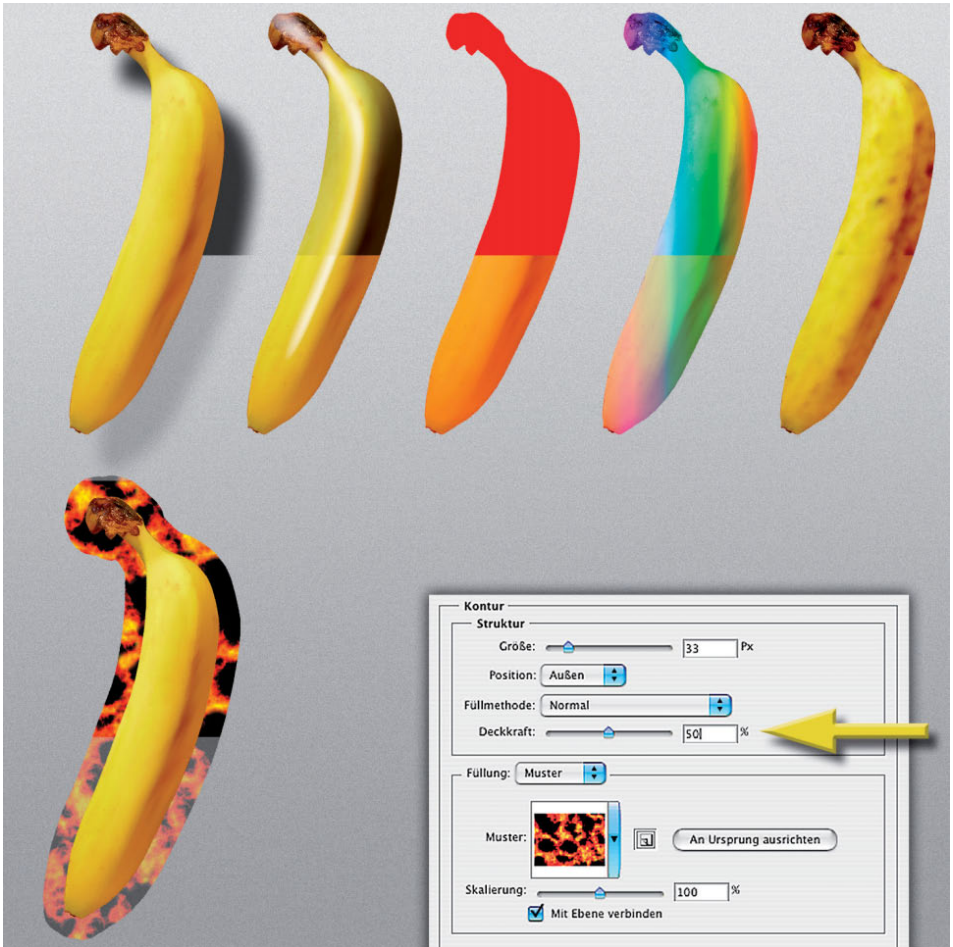 Kontur
Struktur
Größe: 33 Px
Position: Außen
Füllmethode: Normal
Deckkraft: 50 %
Füllung: Muster
Muster: An Ursprung ausrichten
Skalierung: 100 %
Mit Ebene verbinden